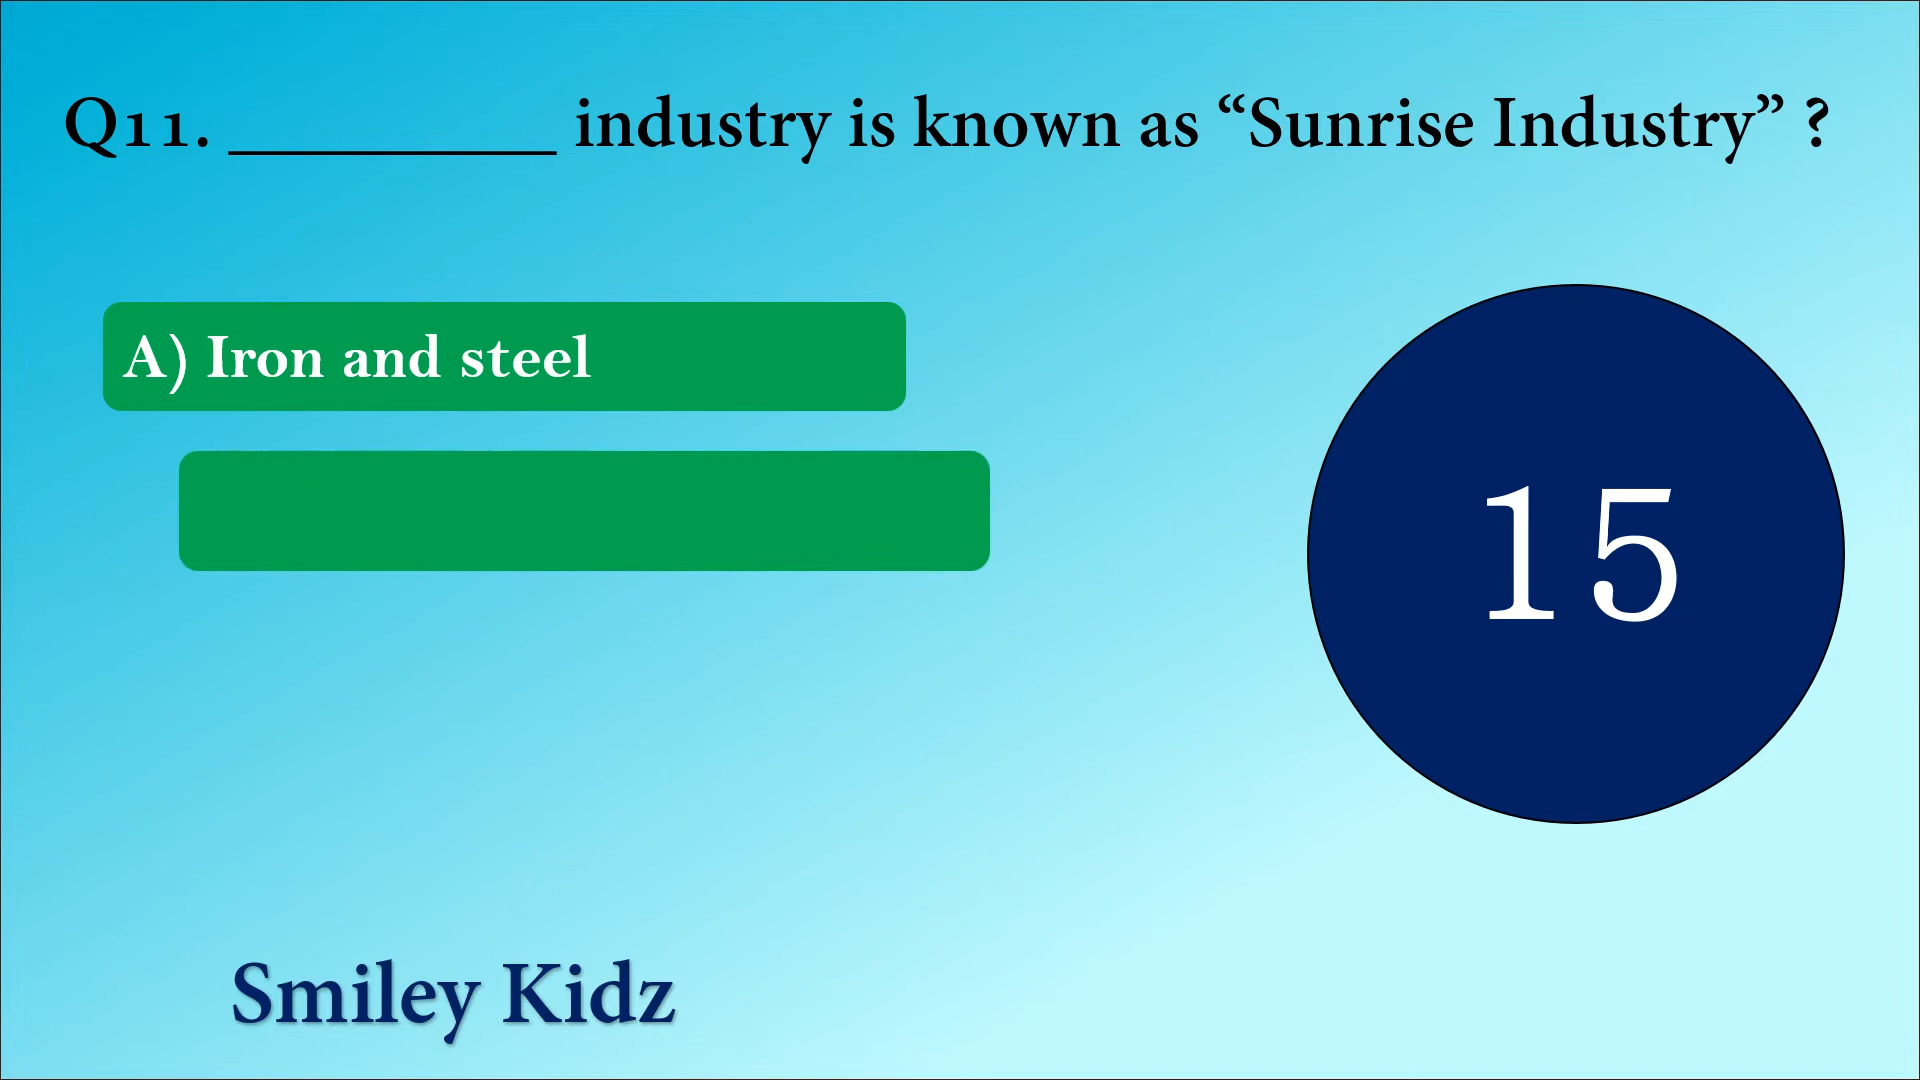 Q11. _________ industry is known as “Sunrise Industry” ?
A) Iron and steel
15
Smiley Kidz